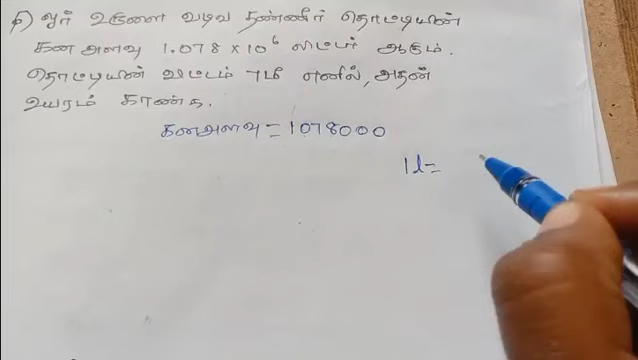 ஓர் உருளை வடிவ தண்ணீர் தொட்டியின்
கன அளவு 1.078 × 10⁶ லிட்டர் ஆகும்.
தொட்டியின் விட்டம் 7மீ எனில், அதன்
உயரம் காண்க.
கனஅளவு = 1078000
1l =